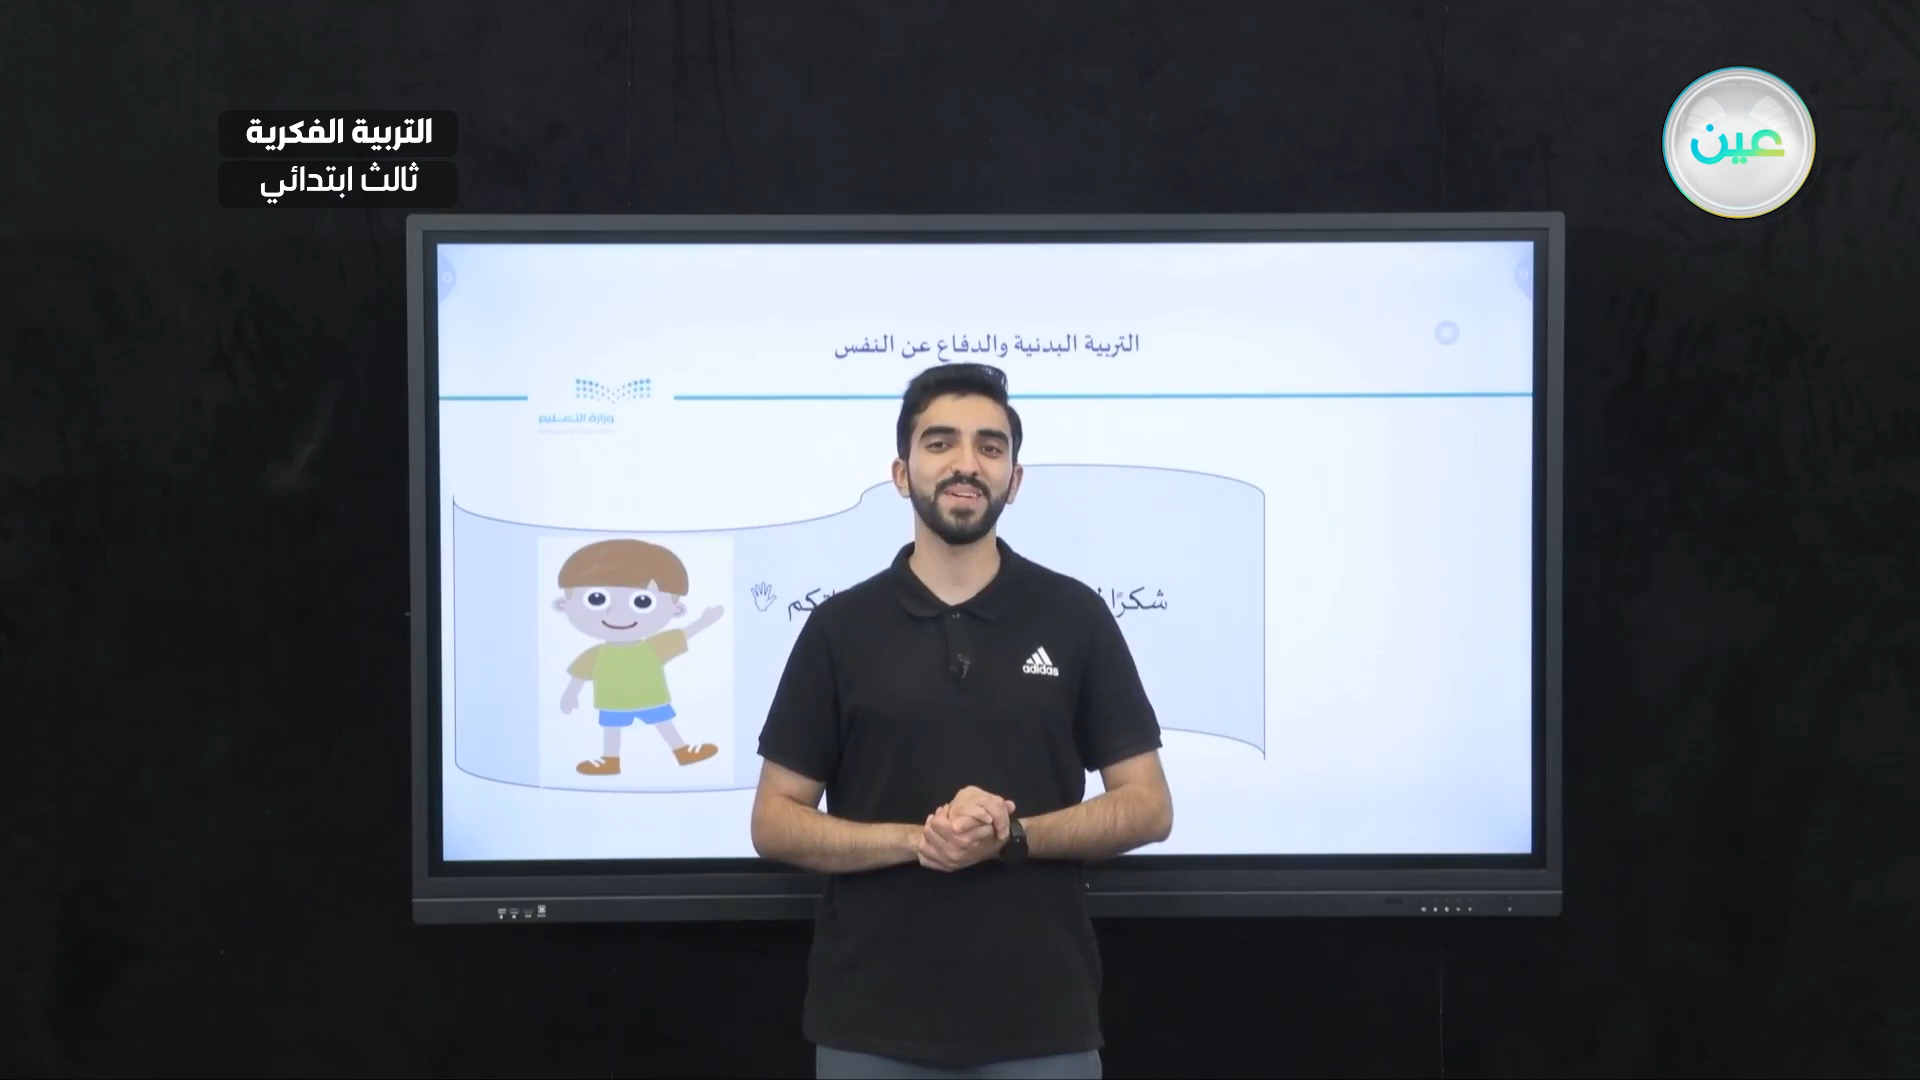 التربية الفكرية
ثالث ابتدائي
عين
التربية البدنية والدفاع عن النفس
وزارة التعليم
شكرًا
adidas